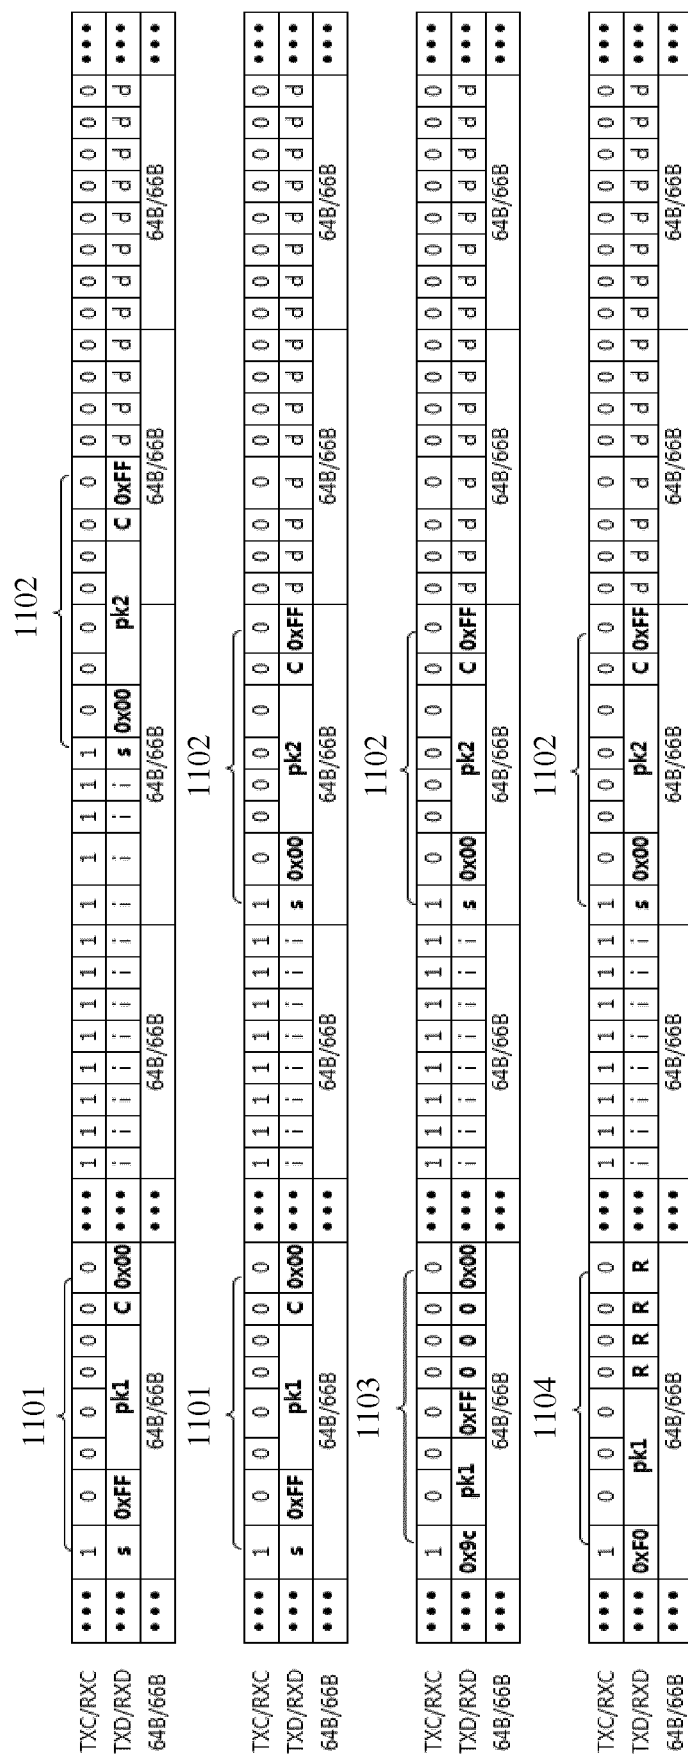 1101 1102
TXC/RXC ••• 1 0 0 0 0 0 0 0 ••• 1 1 1 1 1 1 1 1 1 1 1 1 1 0 0 0 0 0 0 0 0 0 0 0 0 0 0 0 0 0 0 0 •••
TXD/RXD ••• s 0xFF pk1 C 0x00 ••• i i i i i i i i i i i i s 0x00 pk2 C 0xFF d d d d d d d d d d d d •••
64B/66B ••• 64B/66B ••• 64B/66B 64B/66B 64B/66B 64B/66B •••
1101 1102
TXC/RXC ••• 1 0 0 0 0 0 0 0 ••• 1 1 1 1 1 1 1 1 1 0 0 0 0 0 0 0 0 0 0 0 0 0 0 0 0 0 0 0 0 0 0 0 •••
TXD/RXD ••• s 0xFF pk1 C 0x00 ••• i i i i i i i i s 0x00 pk2 C 0xFF d d d d d d d d d d d d d d d d •••
64B/66B ••• 64B/66B ••• 64B/66B 64B/66B 64B/66B 64B/66B •••
1103 1102
TXC/RXC ••• 1 0 0 0 0 0 0 0 ••• 1 1 1 1 1 1 1 1 1 0 0 0 0 0 0 0 0 0 0 0 0 0 0 0 0 0 0 0 0 0 0 0 •••
TXD/RXD ••• 0x9c pk1 0xFF 0 0 0 0x00 ••• i i i i i i i i s 0x00 pk2 C 0xFF d d d d d d d d d d d d d d d d •••
64B/66B ••• 64B/66B ••• 64B/66B 64B/66B 64B/66B 64B/66B •••
1104 1102
TXC/RXC ••• 1 0 0 0 0 0 0 0 ••• 1 1 1 1 1 1 1 1 1 0 0 0 0 0 0 0 0 0 0 0 0 0 0 0 0 0 0 0 0 0 0 0 •••
TXD/RXD ••• 0xF0 pk1 R R R R ••• i i i i i i i i s 0x00 pk2 C 0xFF d d d d d d d d d d d d d d d d •••
64B/66B ••• 64B/66B ••• 64B/66B 64B/66B 64B/66B 64B/66B •••